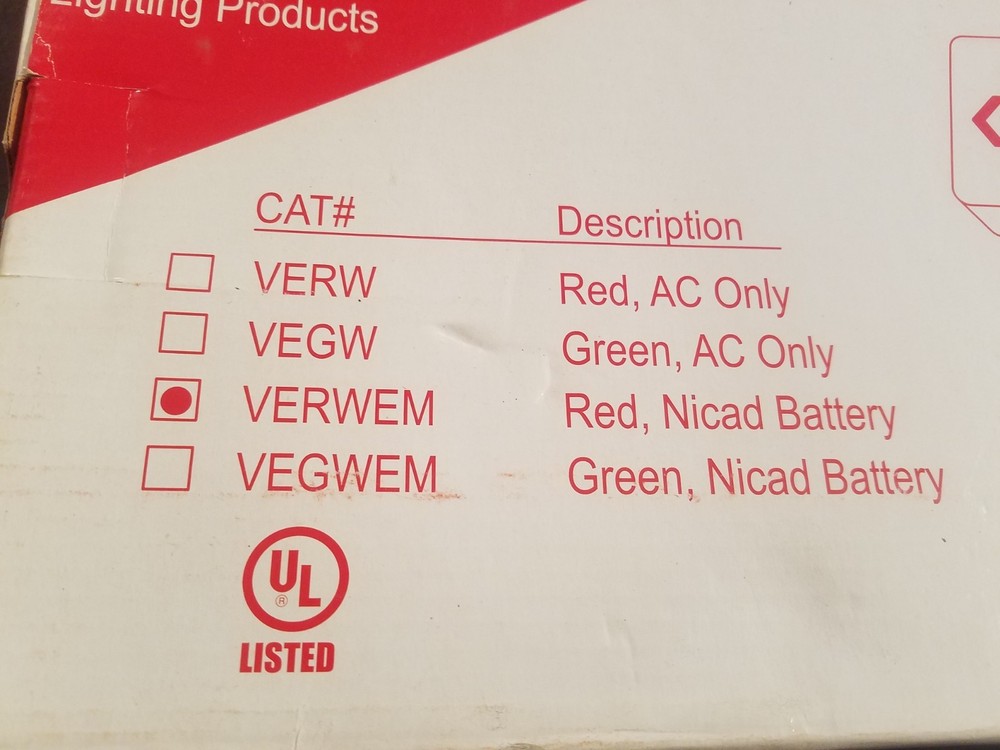 Lighting Products
CAT# Description
VERW Red, AC Only
VEGW Green, AC Only
VERWEM Red, Nicad Battery
VEGWEM Green, Nicad Battery
UL
®
LISTED